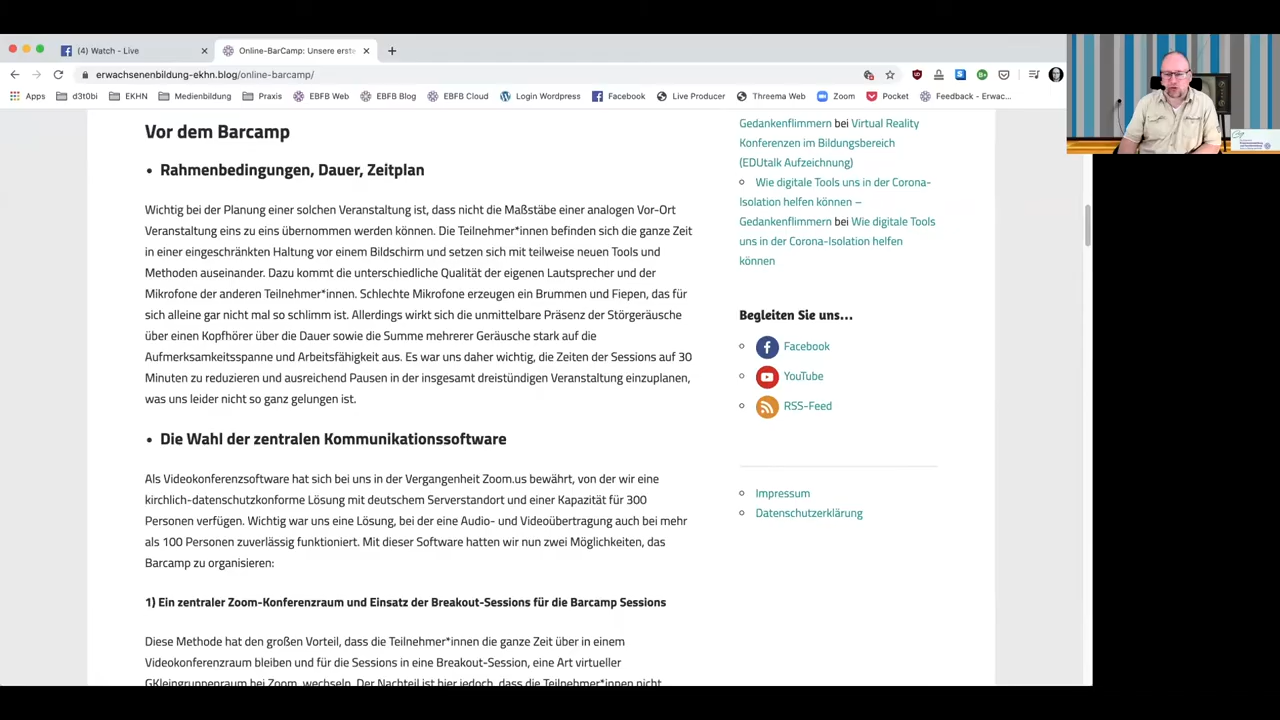 (4) Watch - Live
Online-BarCamp: Unsere erste
erwachsenenbildung-ekhn.blog/online-barcamp/
Apps d3t0bi EKHN Medienbildung Praxis EBFB Web EBFB Blog EBFB Cloud Login Wordpress Facebook Live Producer Threema Web Zoom Pocket Feedback - Erwac...
Vor dem Barcamp
• Rahmenbedingungen, Dauer, Zeitplan
Wichtig bei der Planung einer solchen Veranstaltung ist, dass nicht die Maßstäbe einer analogen Vor-Ort
Veranstaltung eins zu eins übernommen werden können. Die Teilnehmer*innen befinden sich die ganze Zeit
in einer eingeschränkten Haltung vor einem Bildschirm und setzen sich mit teilweise neuen Tools und
Methoden auseinander. Dazu kommt die unterschiedliche Qualität der eigenen Lautsprecher und der
Mikrofone der anderen Teilnehmer*innen. Schlechte Mikrofone erzeugen ein Brummen und Fiepen, das für
sich alleine gar nicht mal so schlimm ist. Allerdings wirkt sich die unmittelbare Präsenz der Störgeräusche
über einen Kopfhörer über die Dauer sowie die Summe mehrerer Geräusche stark auf die
Aufmerksamkeitsspanne und Arbeitsfähigkeit aus. Es war uns daher wichtig, die Zeiten der Sessions auf 30
Minuten zu reduzieren und ausreichend Pausen in der insgesamt dreistündigen Veranstaltung einzuplanen,
was uns leider nicht so ganz gelungen ist.
• Die Wahl der zentralen Kommunikationssoftware
Als Videokonferenzsoftware hat sich bei uns in der Vergangenheit Zoom.us bewährt, von der wir eine
kirchlich-datenschutzkonforme Lösung mit deutschem Serverstandort und einer Kapazität für 300
Personen verfügen. Wichtig war uns eine Lösung, bei der eine Audio- und Videoübertragung auch bei mehr
als 100 Personen zuverlässig funktioniert. Mit dieser Software hatten wir nun zwei Möglichkeiten, das
Barcamp zu organisieren:
1) Ein zentraler Zoom-Konferenzraum und Einsatz der Breakout-Sessions für die Barcamp Sessions
Diese Methode hat den großen Vorteil, dass die Teilnehmer*innen die ganze Zeit über in einem
Videokonferenzraum bleiben und für die Sessions in eine Breakout-Session, eine Art virtueller
GKleingruppenraum bei Zoom, wechseln. Der Nachteil ist hier jedoch, dass die Teilnehmer*innen nicht
Gedankenflimmern bei Virtual Reality
Konferenzen im Bildungsbereich
(EDUtalk Aufzeichnung)
Wie digitale Tools uns in der Corona-
Isolation helfen können –
Gedankenflimmern bei Wie digitale Tools
uns in der Corona-Isolation helfen
können
Begleiten Sie uns...
Facebook
YouTube
RSS-Feed
Impressum
Datenschutzerklärung